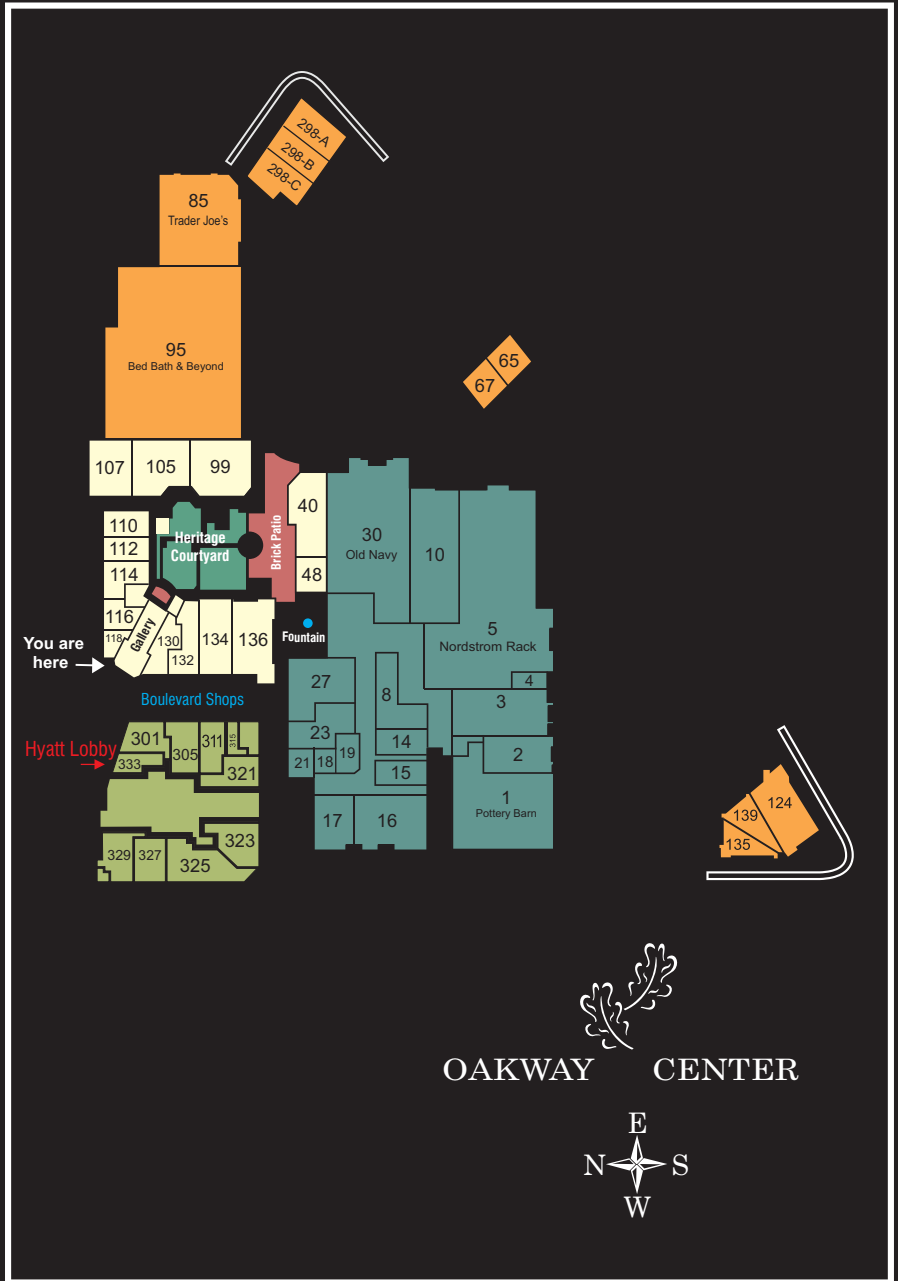 298-A
298-B
298-C
85
Trader Joe's
95
Bed Bath & Beyond
65
67
107
105
99
40
48
Brick Patio
30
Old Navy
10
5
Nordstrom Rack
4
3
2
1
Pottery Barn
110
112
114
116
118
Heritage
Courtyard
Gallery
130
132
134
136
Fountain
You are
here
Boulevard Shops
27
23
21
18
19
8
14
15
17
16
Hyatt Lobby
301
333
305
311
315
321
323
325
327
329
124
139
135
OAKWAY CENTER
E
N S
W